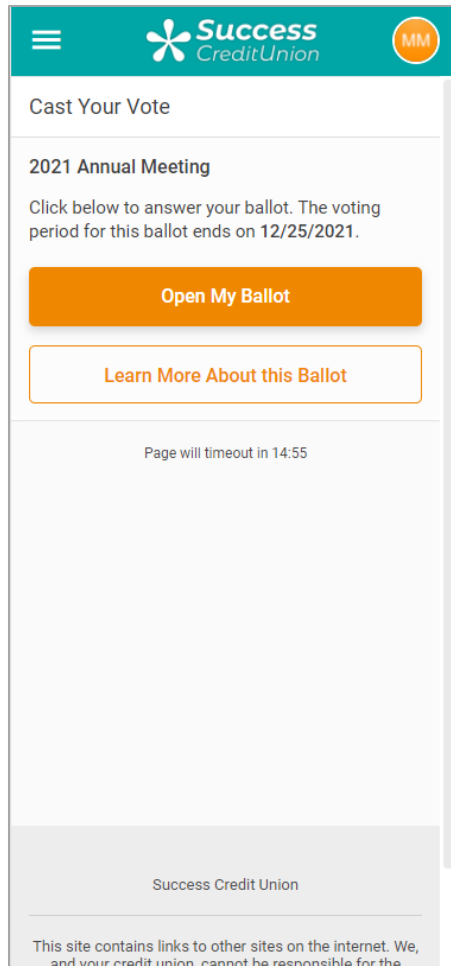 Success
CreditUnion
MM
Cast Your Vote
2021 Annual Meeting
Click below to answer your ballot. The voting
period for this ballot ends on 12/25/2021.
Open My Ballot
Learn More About this Ballot
Page will timeout in 14:55
Success Credit Union
This site contains links to other sites on the internet. We,
and your credit union, cannot be responsible for the